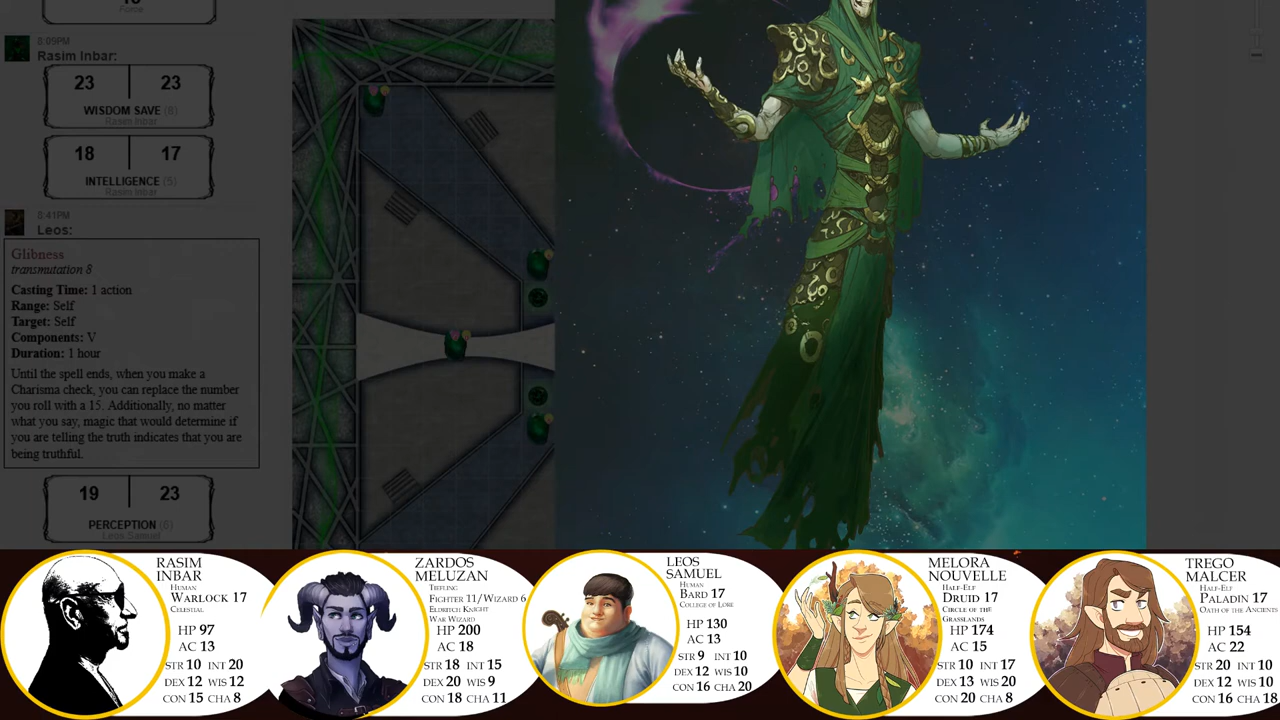 Force
8:09PM
Rasim Inbar:
23 23
WISDOM SAVE (8)
Rasim Inbar
18 17
INTELLIGENCE (5)
Rasim Inbar
8:41PM
Leos:
Glibness
transmutation 8
Casting Time: 1 action
Range: Self
Target: Self
Components: V
Duration: 1 hour
Until the spell ends, when you make a
Charisma check, you can replace the number
you roll with a 15. Additionally, no matter
what you say, magic that would determine if
you are telling the truth indicates that you are
being truthful.
19 23
PERCEPTION (0)
Leos Samuel
RASIM
INBAR
HUMAN
WARLOCK 17
CELESTIAL
HP 97
AC 13
STR 10 INT 20
DEX 12 WIS 12
CON 15 CHA 8
ZARDOS
MELUZAN
TIEFLING
FIGHTER 11/WIZARD 6
ELDRITCH KNIGHT
WAR WIZARD
HP 200
AC 18
STR 18 INT 15
DEX 20 WIS 9
CON 18 CHA 11
LEOS
SAMUEL
HUMAN
BARD 17
COLLEGE OF LORE
HP 130
AC 13
STR 9 INT 10
DEX 12 WIS 10
CON 16 CHA 20
MELORA
NOUVELLE
HALF-ELF
DRUID 17
CIRCLE OF THE
GRASSLANDS
HP 174
AC 15
STR 10 INT 17
DEX 13 WIS 20
CON 20 CHA 8
TREGO
MALCER
HALF-ELF
PALADIN 17
OATH OF THE ANCIENTS
HP 154
AC 22
STR 20 INT 10
DEX 12 WIS 10
CON 16 CHA 18